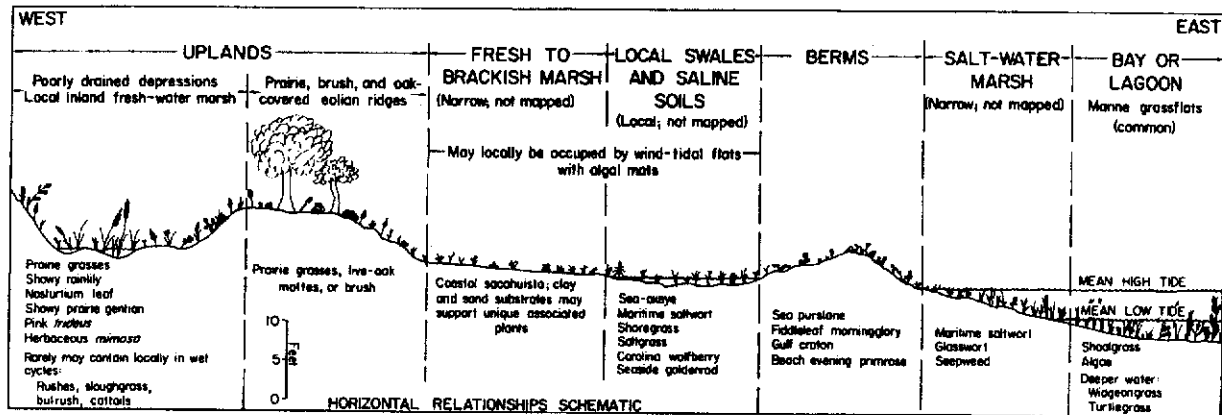 WEST
EAST
UPLANDS
Poorly drained depressions
Local inland fresh-water marsh
Prairie, brush, and oak-
covered eolian ridges
FRESH TO
BRACKISH MARSH
(Narrow; not mapped)
LOCAL SWALES
AND SALINE
SOILS
(Local; not mapped)
May locally be occupied by wind-tidal flats
with algal mats
BERMS
SALT-WATER
MARSH
(Narrow; not mapped)
BAY OR
LAGOON
Marine grassflats
(common)
MEAN HIGH TIDE
MEAN LOW TIDE
Prairie grasses
Showy rainlily
Nasturtium leaf
Showy prairie gentian
Pink
Herbaceous mimosa
Rarely may contain locally in wet
cycles:
Rushes, sloughgrass,
bulrush, cattails
Prairie grasses, live-oak
mottes, or brush
10
5
0
Feet
Coastal sacahuista; clay
and sand substrates may
support unique associated
plants
Sea-oxeye
Maritime saltwort
Shoregrass
Saltgrass
Carolina wolfberry
Seaside goldenrod
Sea purslane
Fiddleleaf morningglory
Gulf croton
Beach evening primrose
Maritime saltwort
Glasswort
Seepweed
Shoalgrass
Algae
Deeper water:
Widgeongrass
Turtlegrass
HORIZONTAL RELATIONSHIPS SCHEMATIC